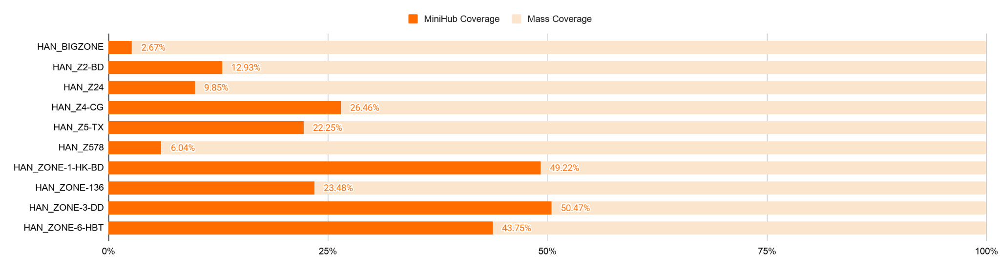 MiniHub Coverage Mass Coverage
HAN_BIGZONE 2.67%
HAN_Z2-BD 12.93%
HAN_Z24 9.85%
HAN_Z4-CG 26.46%
HAN_Z5-TX 22.25%
HAN_Z578 6.04%
HAN_ZONE-1-HK-BD 49.22%
HAN_ZONE-136 23.48%
HAN_ZONE-3-DD 50.47%
HAN_ZONE-6-HBT 43.75%
0% 25% 50% 75% 100%